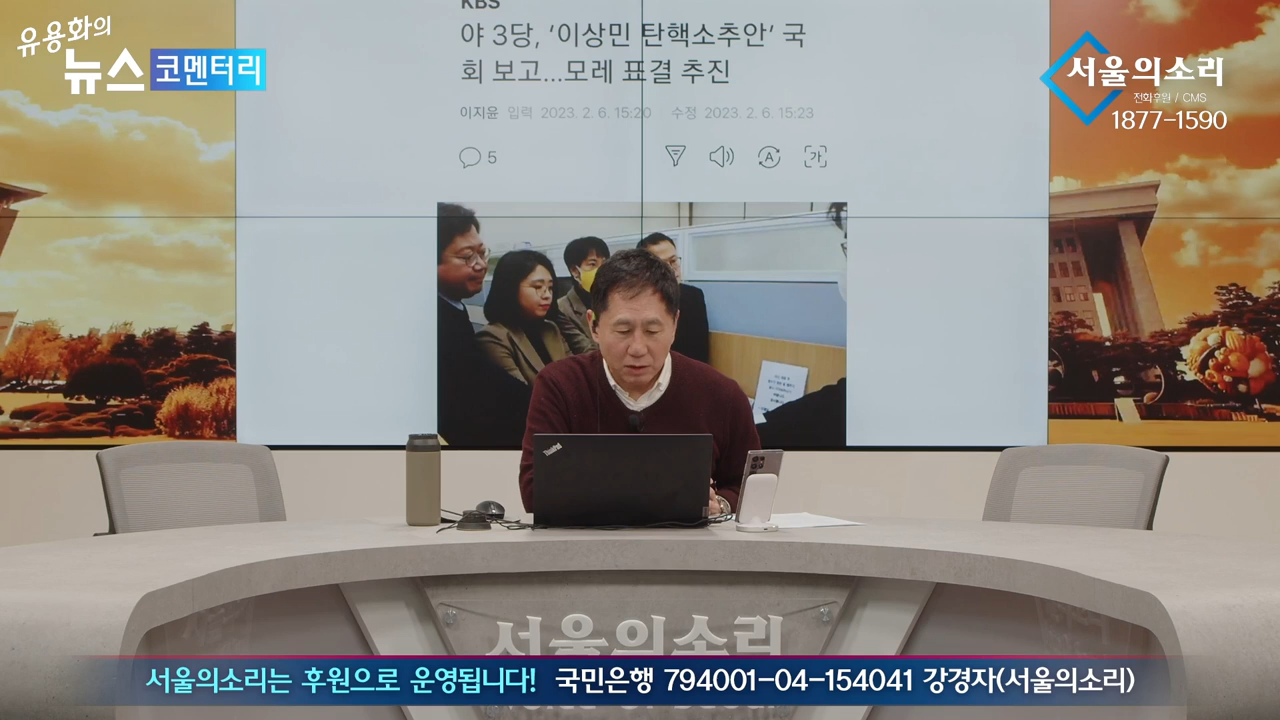 유용화의
뉴스 코멘터리
KBS
야 3당, ‘이상민 탄핵소추안’ 국
회 보고...모레 표결 추진
이지윤 입력 2023. 2. 6. 15:20 수정 2023. 2. 6. 15:23
5
A
가
서울의소리
전화후원 / CMS
1877-1590
ThinkPad
서울의소리
서울의소리는 후원으로 운영됩니다! 국민은행 794001-04-154041 강경자(서울의소리)